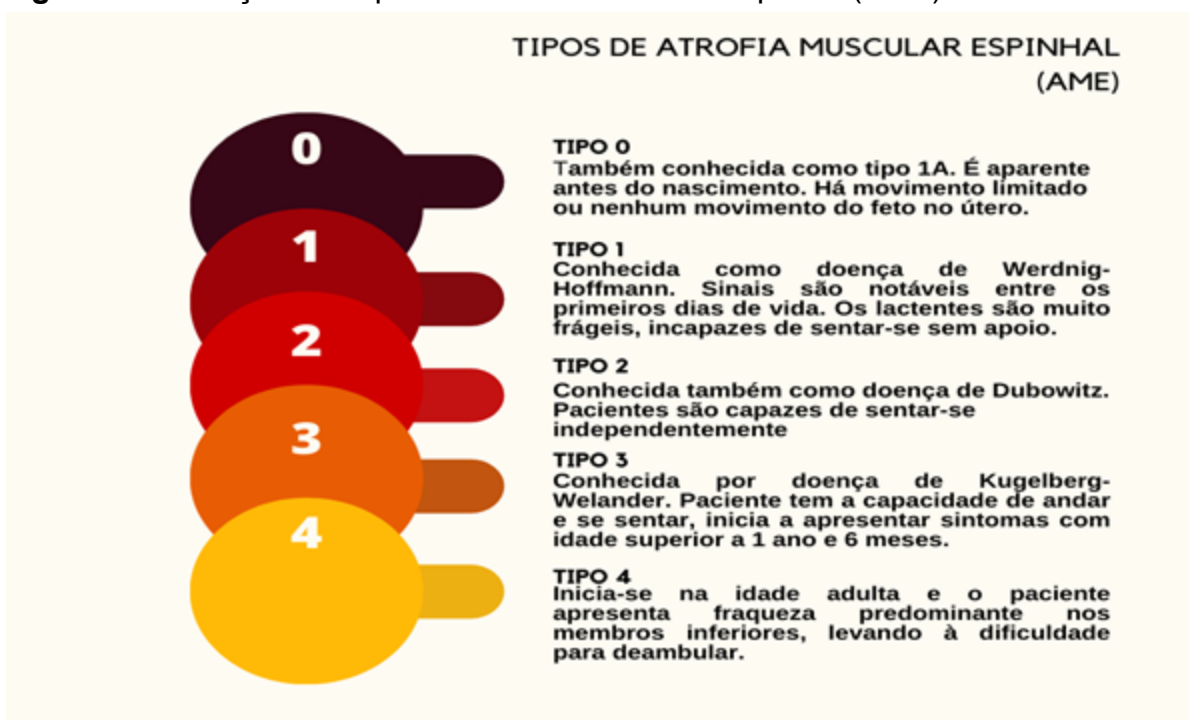 TIPOS DE ATROFIA MUSCULAR ESPINHAL
(AME)
0
TIPO 0
Também conhecida como tipo 1A. É aparente
antes do nascimento. Há movimento limitado
ou nenhum movimento do feto no útero.
1
TIPO 1
Conhecida como doença de Werdnig-
Hoffmann. Sinais são notáveis entre os
primeiros dias de vida. Os lactentes são muito
frágeis, incapazes de sentar-se sem apoio.
2
TIPO 2
Conhecida também como doença de Dubowitz.
Pacientes são capazes de sentar-se
independentemente
3
TIPO 3
Conhecida por doença de Kugelberg-
Welander. Paciente tem a capacidade de andar
e se sentar, inicia a apresentar sintomas com
idade superior a 1 ano e 6 meses.
4
TIPO 4
Inicia-se na idade adulta e o paciente
apresenta fraqueza predominante nos
membros inferiores, levando à dificuldade
para deambular.